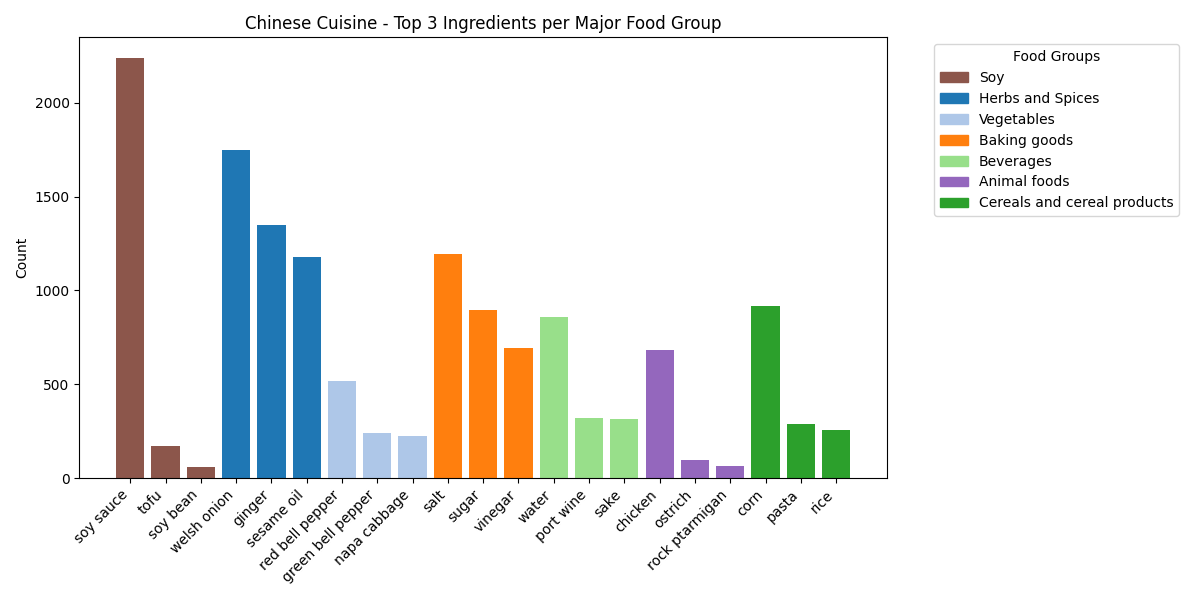 Chinese Cuisine - Top 3 Ingredients per Major Food Group
Food Groups
Soy
Herbs and Spices
Vegetables
Baking goods
Beverages
Animal foods
Cereals and cereal products
Count
2000
1500
1000
500
0
soy sauce
tofu
soy bean
welsh onion
ginger
sesame oil
red bell pepper
green bell pepper
napa cabbage
salt
sugar
vinegar
water
port wine
sake
chicken
ostrich
rock ptarmigan
corn
pasta
rice